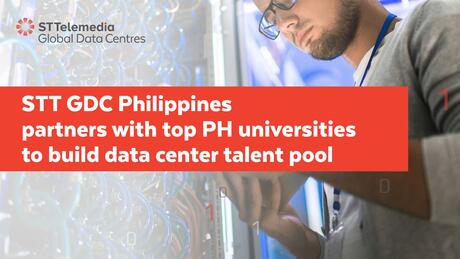 STTelemedia
Global Data Centres
STT GDC Philippines
partners with top PH universities
to build data center talent pool